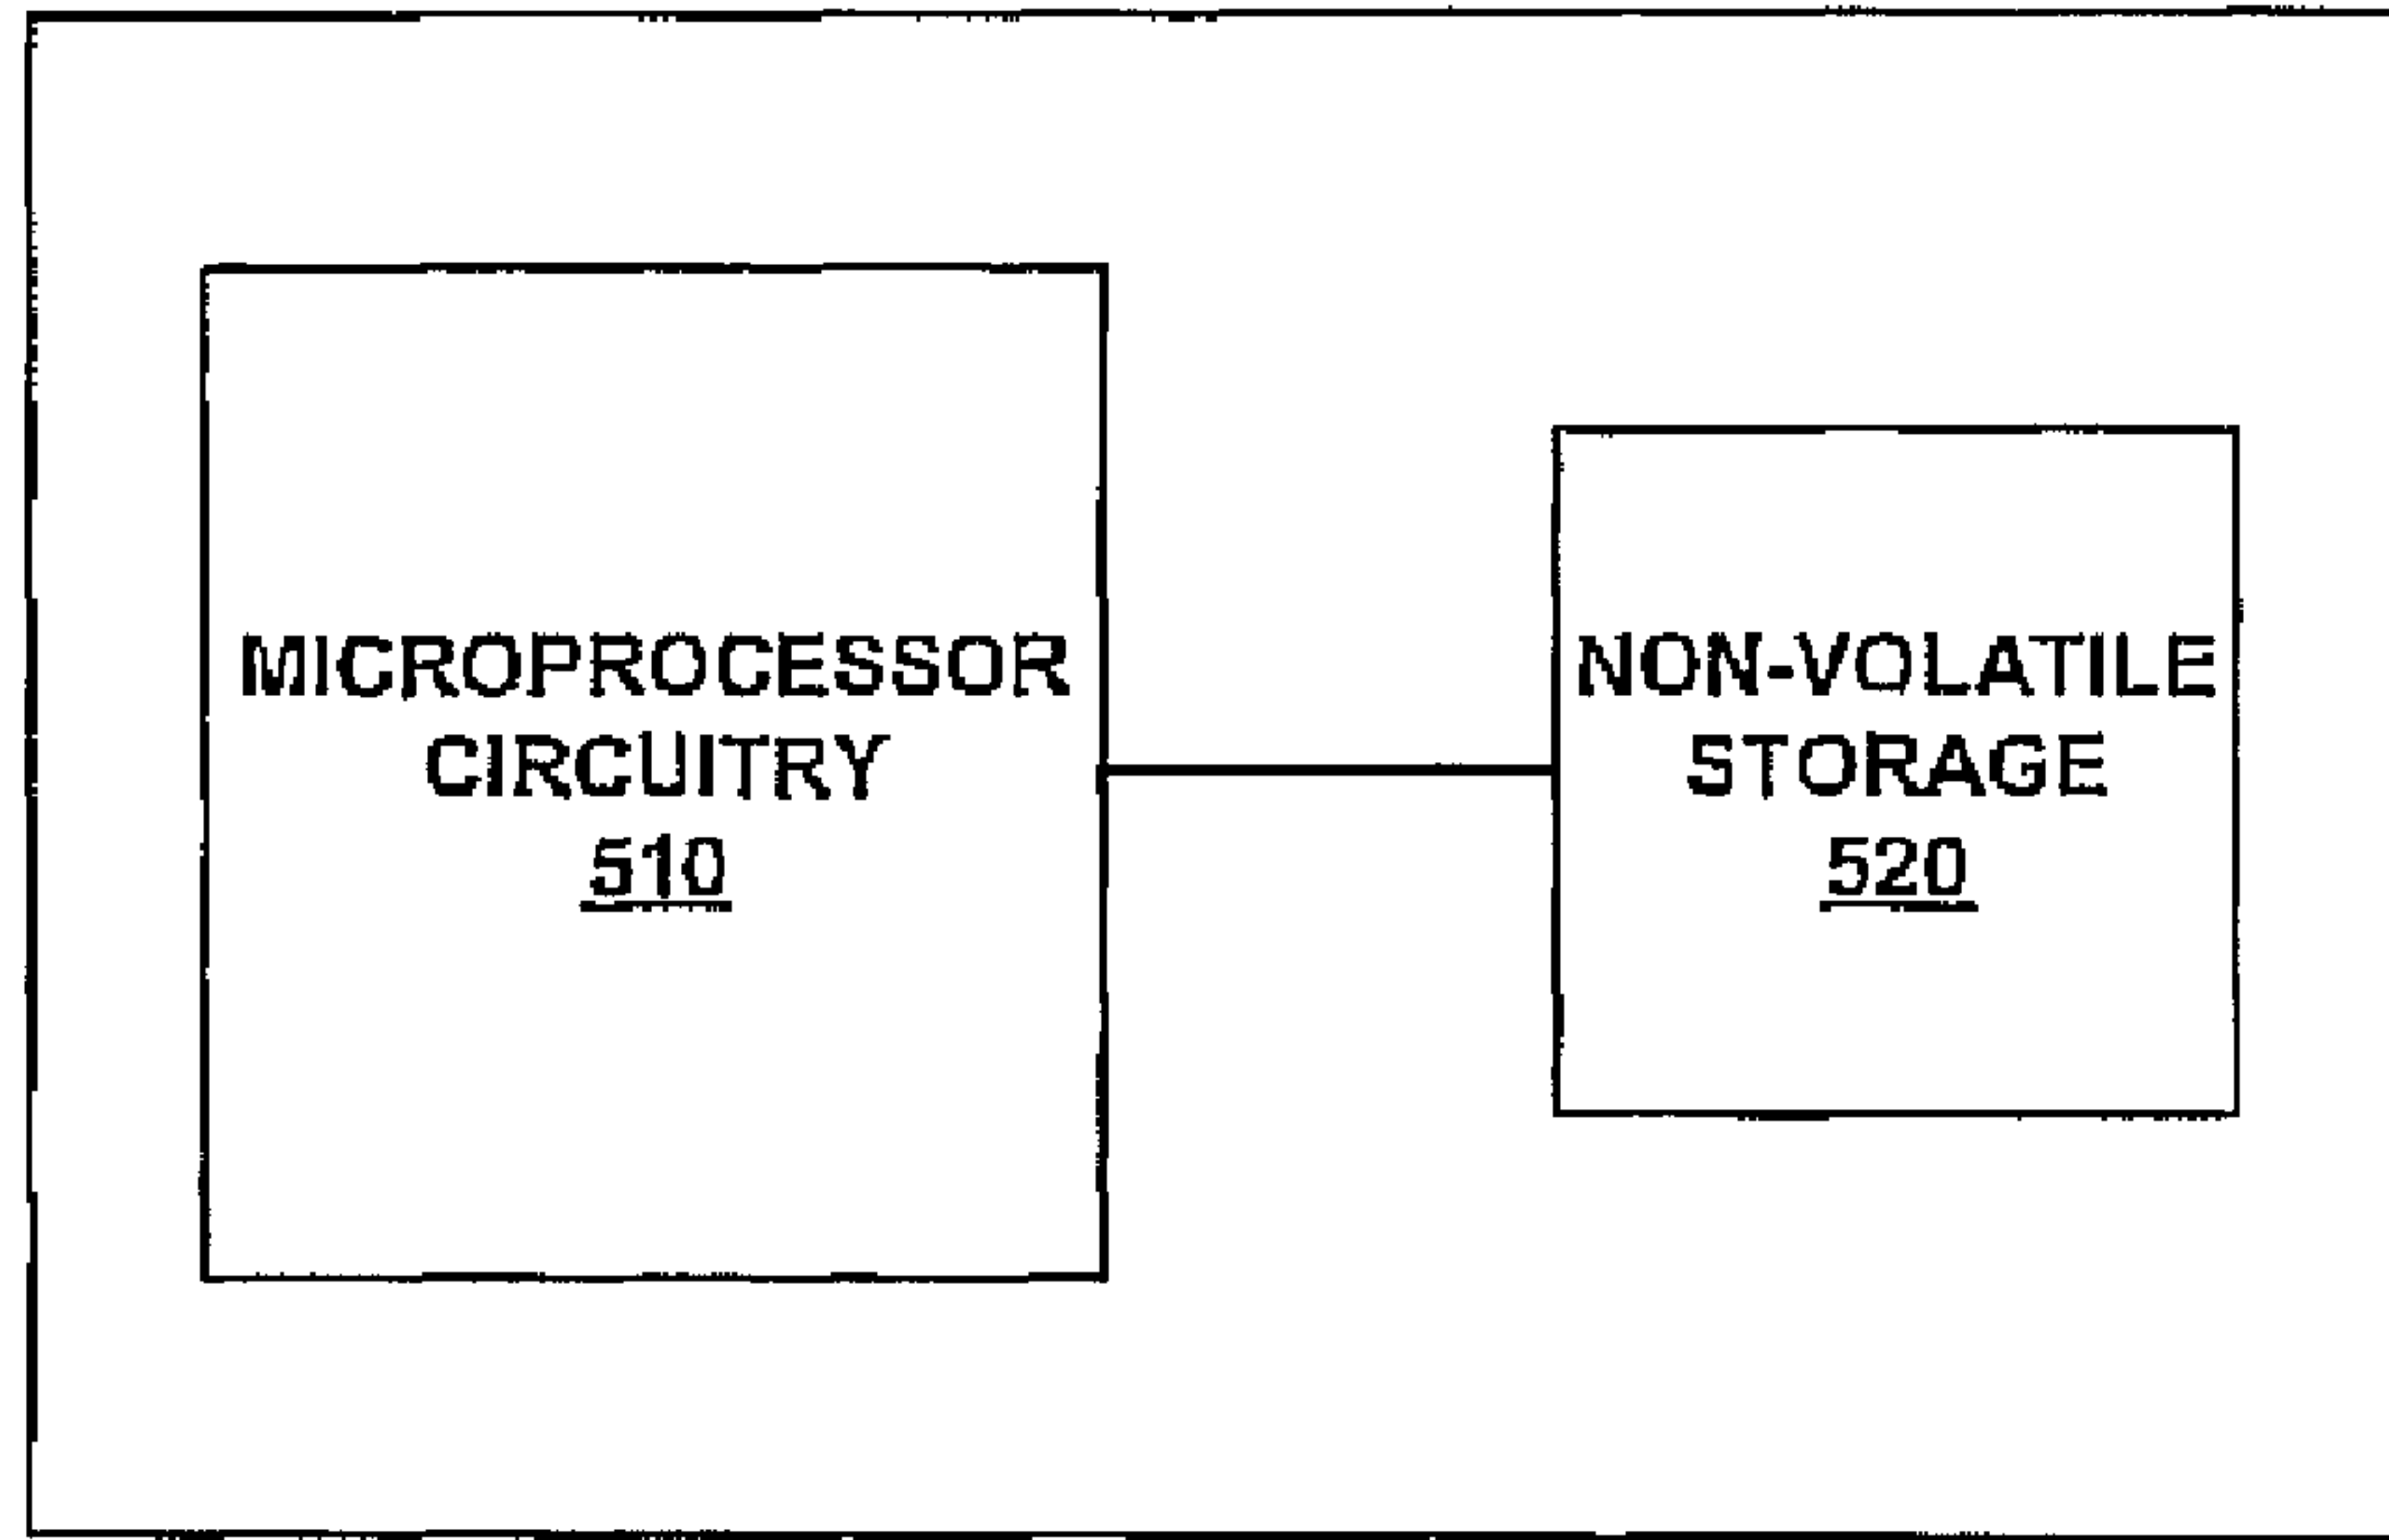 MICROPROCESSOR
CIRCUITRY
510
NON-VOLATILE
STORAGE
520